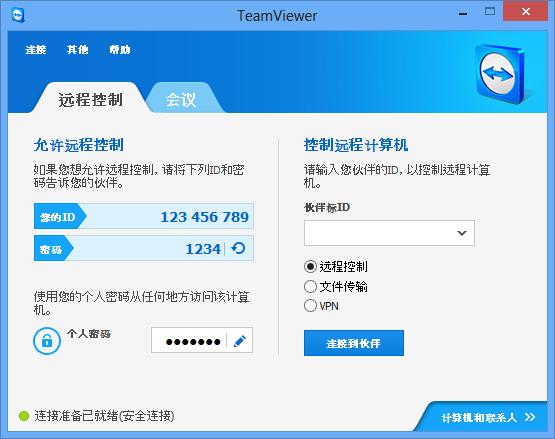 TeamViewer
连接 其他 帮助
远程控制 会议
允许远程控制
如果您想允许远程控制, 请将下列ID和密
码告诉您的伙伴。
您的ID 123 456 789
密码 1234
使用您的个人密码从任何地方访问该计算
机。
个人密码
控制远程计算机
请输入您伙伴的ID, 以控制远程计算
机。
伙伴标ID
远程控制
文件传输
VPN
连接到伙伴
连接准备已就绪(安全连接)
计算机和联系人